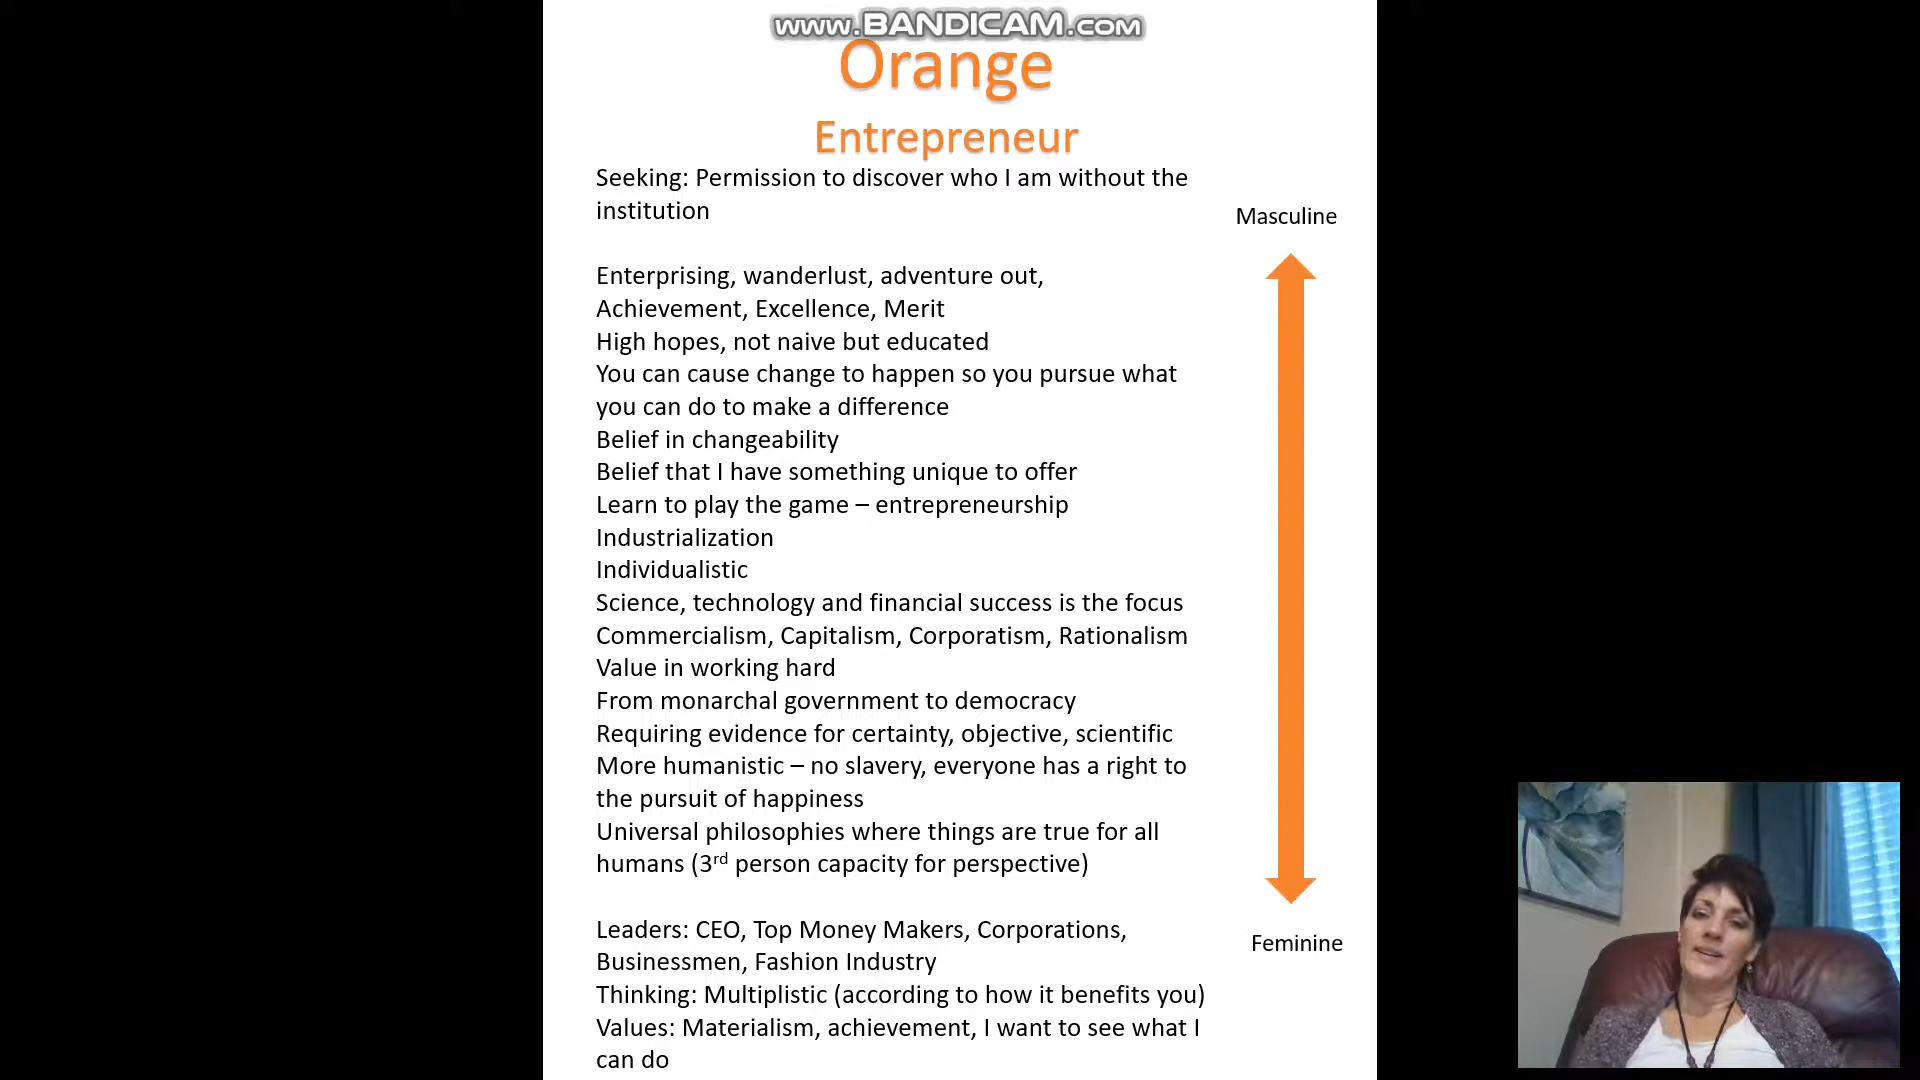 www.BANDICAM.com
Orange
Entrepreneur
Seeking: Permission to discover who I am without the
institution
Masculine
Enterprising, wanderlust, adventure out,
Achievement, Excellence, Merit
High hopes, not naive but educated
You can cause change to happen so you pursue what
you can do to make a difference
Belief in changeability
Belief that I have something unique to offer
Learn to play the game – entrepreneurship
Industrialization
Individualistic
Science, technology and financial success is the focus
Commercialism, Capitalism, Corporatism, Rationalism
Value in working hard
From monarchal government to democracy
Requiring evidence for certainty, objective, scientific
More humanistic – no slavery, everyone has a right to
the pursuit of happiness
Universal philosophies where things are true for all
humans (3rd person capacity for perspective)
Leaders: CEO, Top Money Makers, Corporations,
Businessmen, Fashion Industry
Feminine
Thinking: Multiplistic (according to how it benefits you)
Values: Materialism, achievement, I want to see what I
can do